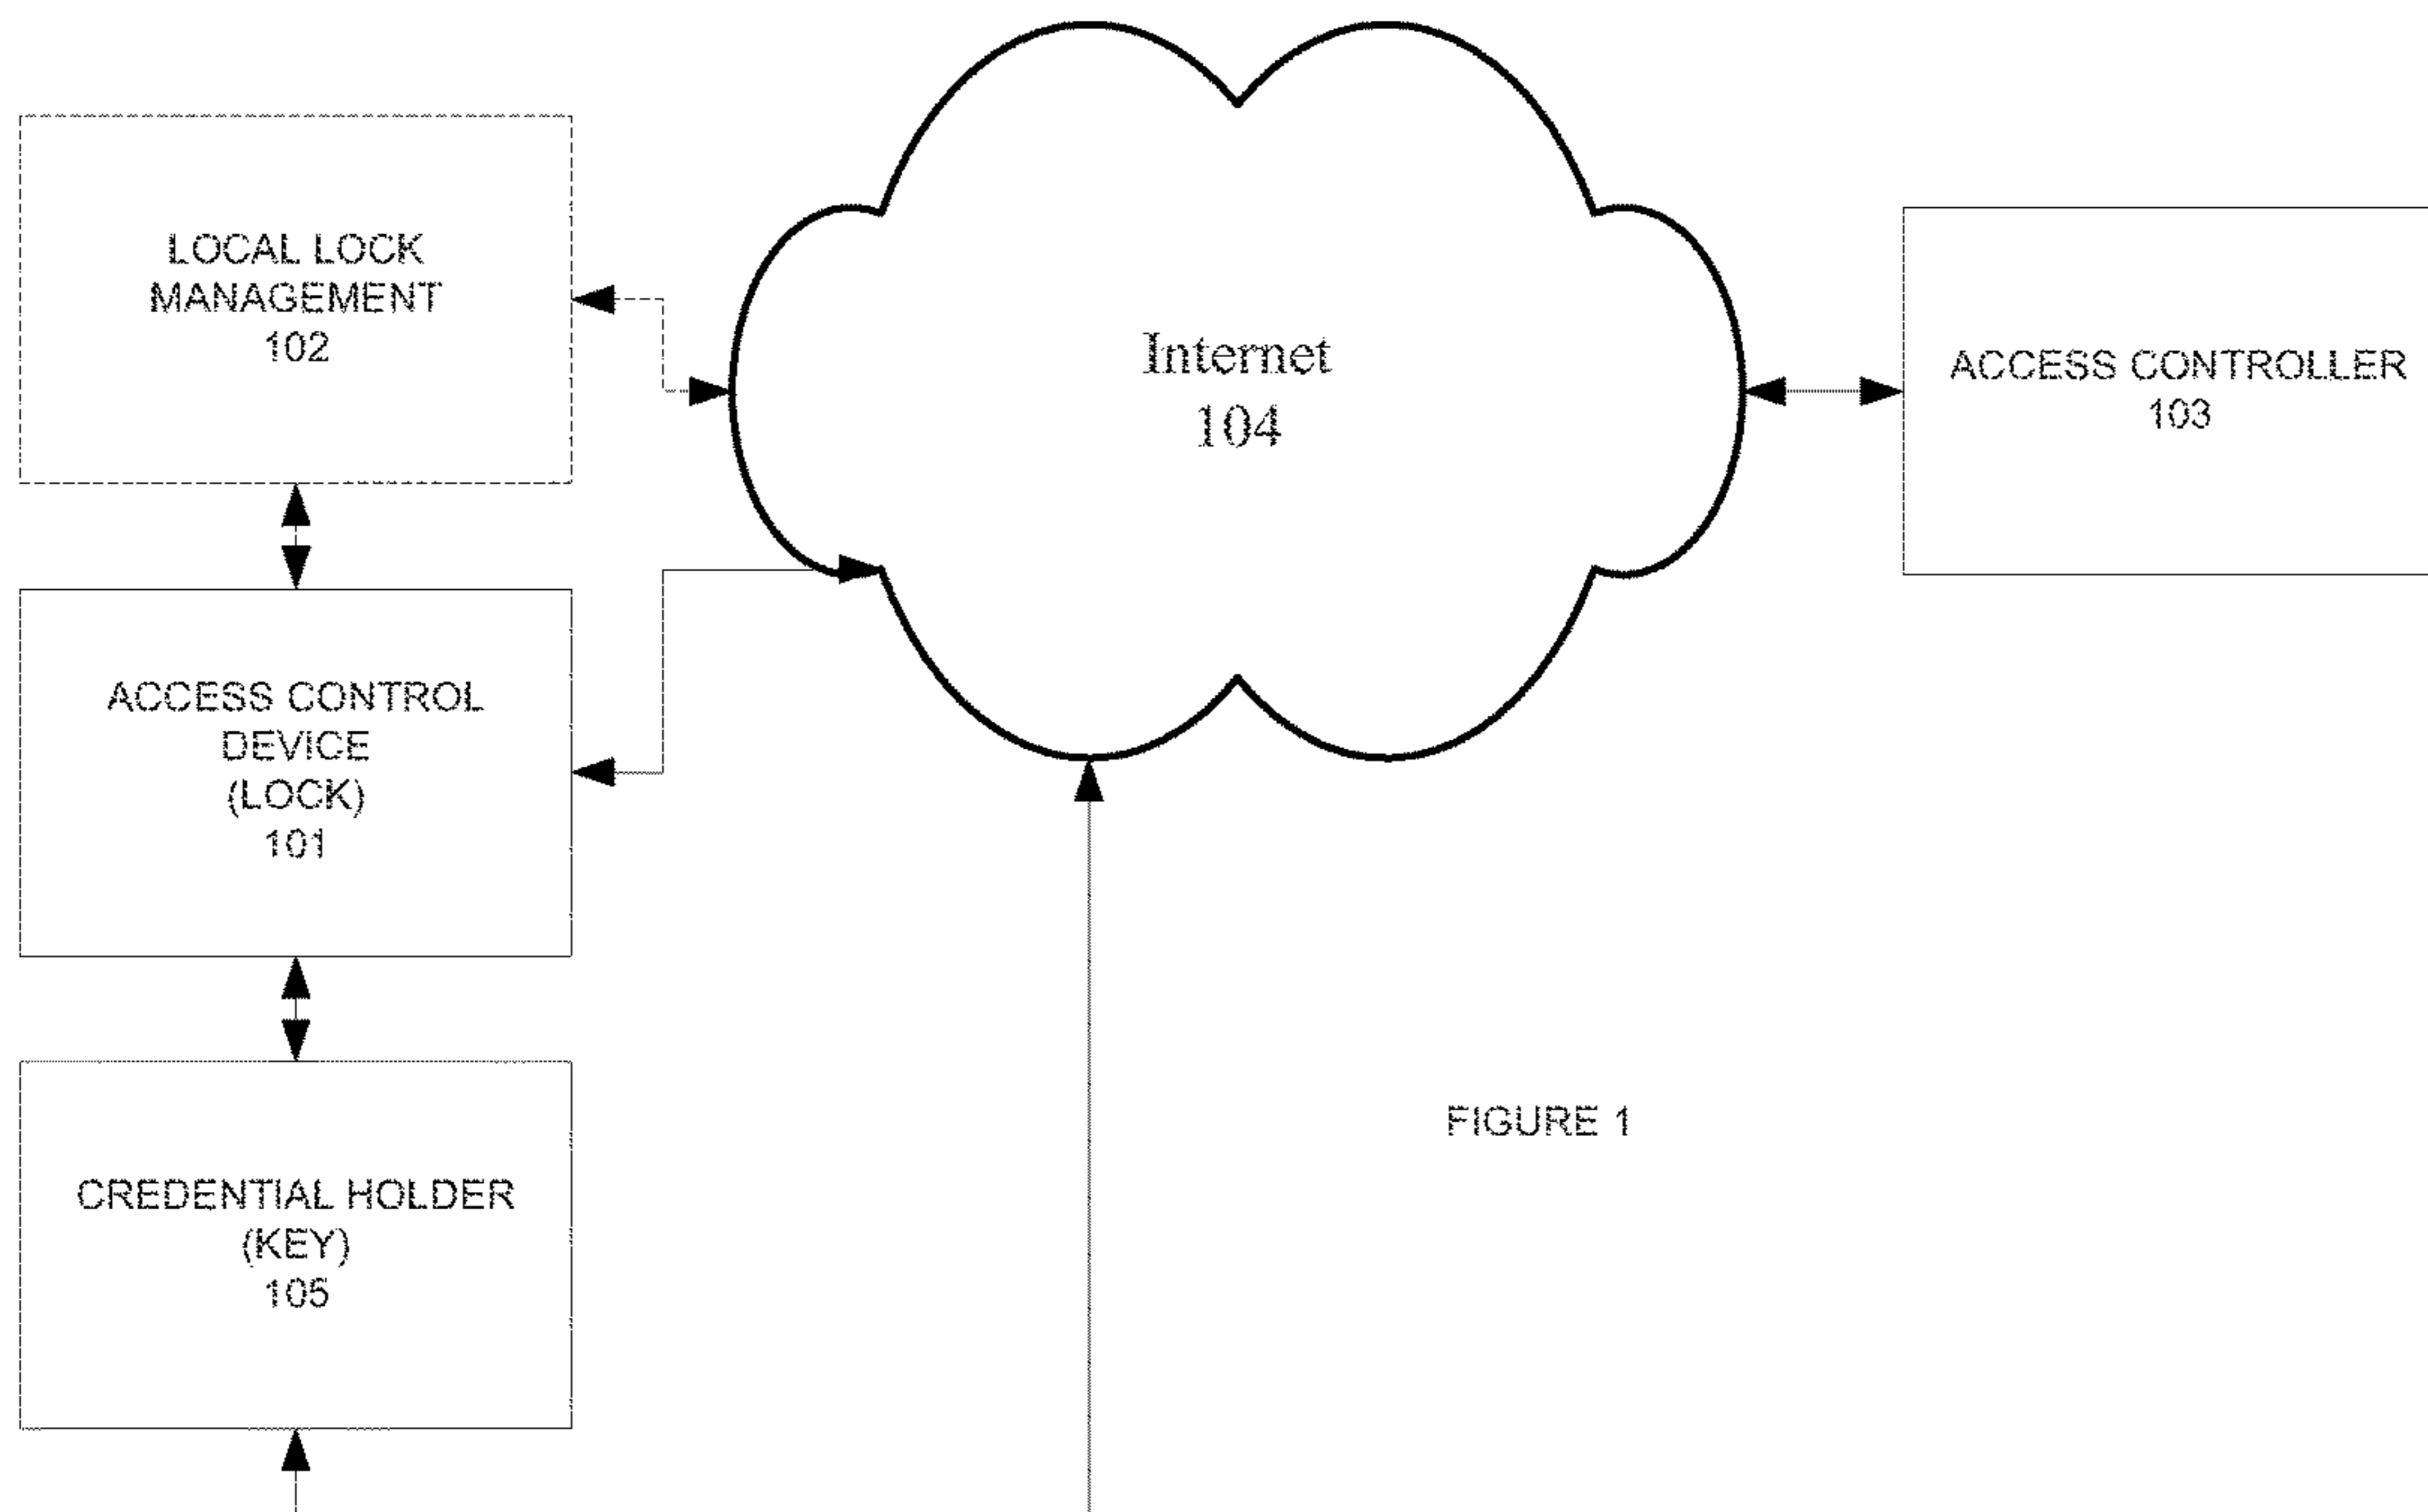 LOCAL LOCK
MANAGEMENT
102
Internet
104
ACCESS CONTROLLER
103
ACCESS CONTROL
DEVICE
(LOCK)
101
CREDENTIAL HOLDER
(KEY)
105
FIGURE 1